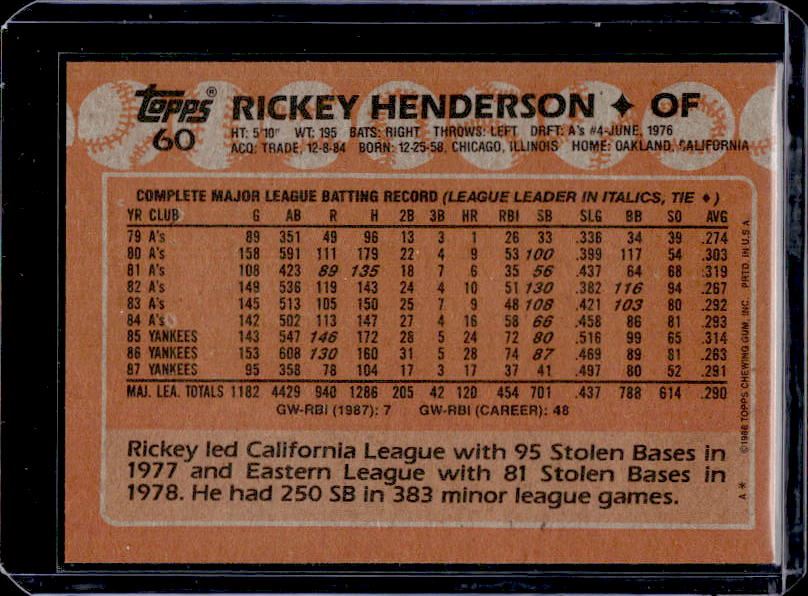 Topps®
60
RICKEY HENDERSON ✦ OF
HT: 5'10" WT: 195 BATS: RIGHT THROWS: LEFT DRFT: A's #4-JUNE, 1976
ACQ: TRADE, 12-8-84 BORN: 12-25-58, CHICAGO, ILLINOIS HOME: OAKLAND, CALIFORNIA
COMPLETE MAJOR LEAGUE BATTING RECORD (LEAGUE LEADER IN ITALICS, TIE ✦)
YR CLUB G AB R H 2B 3B HR RBI SB SLG BB SO AVG
79 A's 89 351 49 96 13 3 1 26 33 .336 34 39 .274
80 A's 158 591 111 179 22 4 9 53 100 .399 117 54 .303
81 A's 108 423 89 135 18 7 6 35 56 .437 64 68 .319
82 A's 149 536 119 143 24 4 10 51 130 .382 116 94 .267
83 A's 145 513 105 150 25 7 9 48 108 .421 103 80 .292
84 A's 142 502 113 147 27 4 16 58 66 .458 86 81 .293
85 YANKEES 143 547 146 172 28 5 24 72 80 .516 99 65 .314
86 YANKEES 153 608 130 160 31 5 28 74 87 .469 89 81 .263
87 YANKEES 95 358 78 104 17 3 17 37 41 .497 80 52 .291
MAJ. LEA. TOTALS 1182 4429 940 1286 205 42 120 454 701 .437 788 614 .290
GW-RBI (1987): 7 GW-RBI (CAREER): 48
Rickey led California League with 95 Stolen Bases in
1977 and Eastern League with 81 Stolen Bases in
1978. He had 250 SB in 383 minor league games.
A * ©1988 TOPPS CHEWING GUM, INC. PRTD. IN U.S.A.